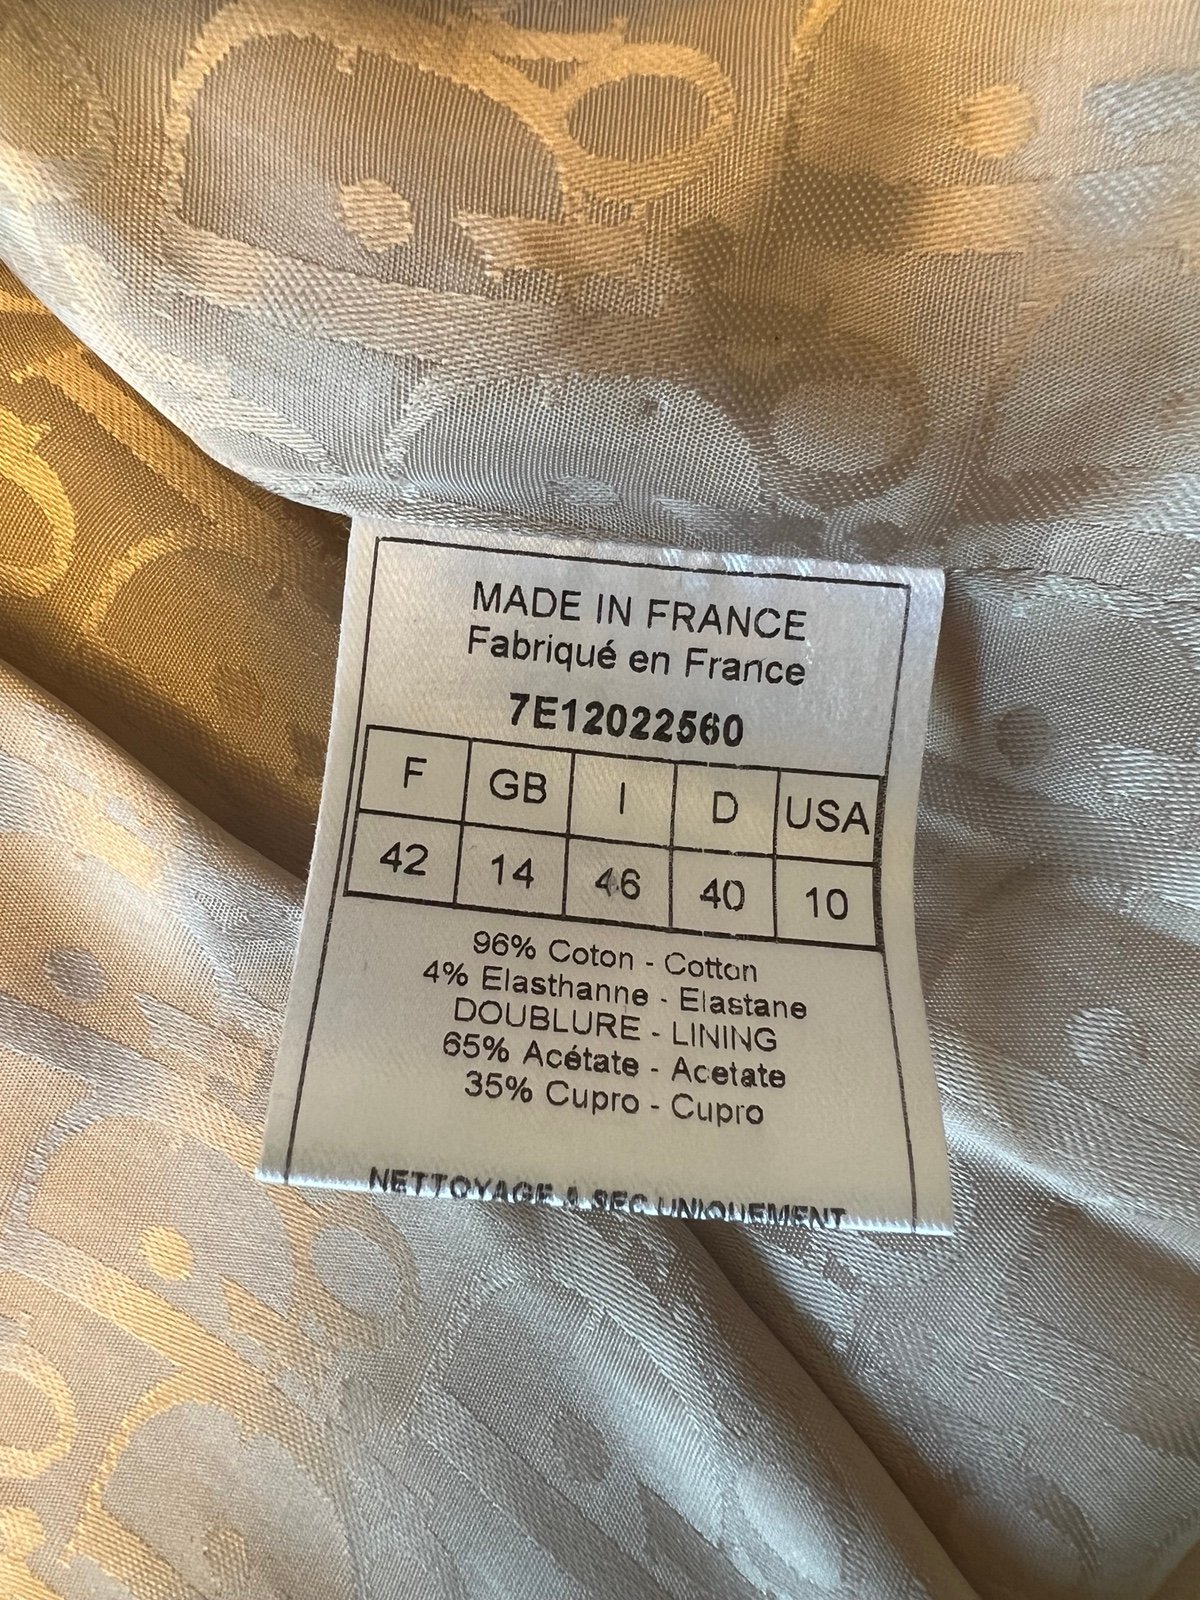 MADE IN FRANCE
Fabriqué en France
7E12022560
F GB I D USA
42 14 46 40 10
96% Coton - Cotton
4% Elasthanne - Elastane
DOUBLURE - LINING
65% Acétate - Acetate
35% Cupro - Cupro
NETTOYAGE A SEC UNIQUEMENT